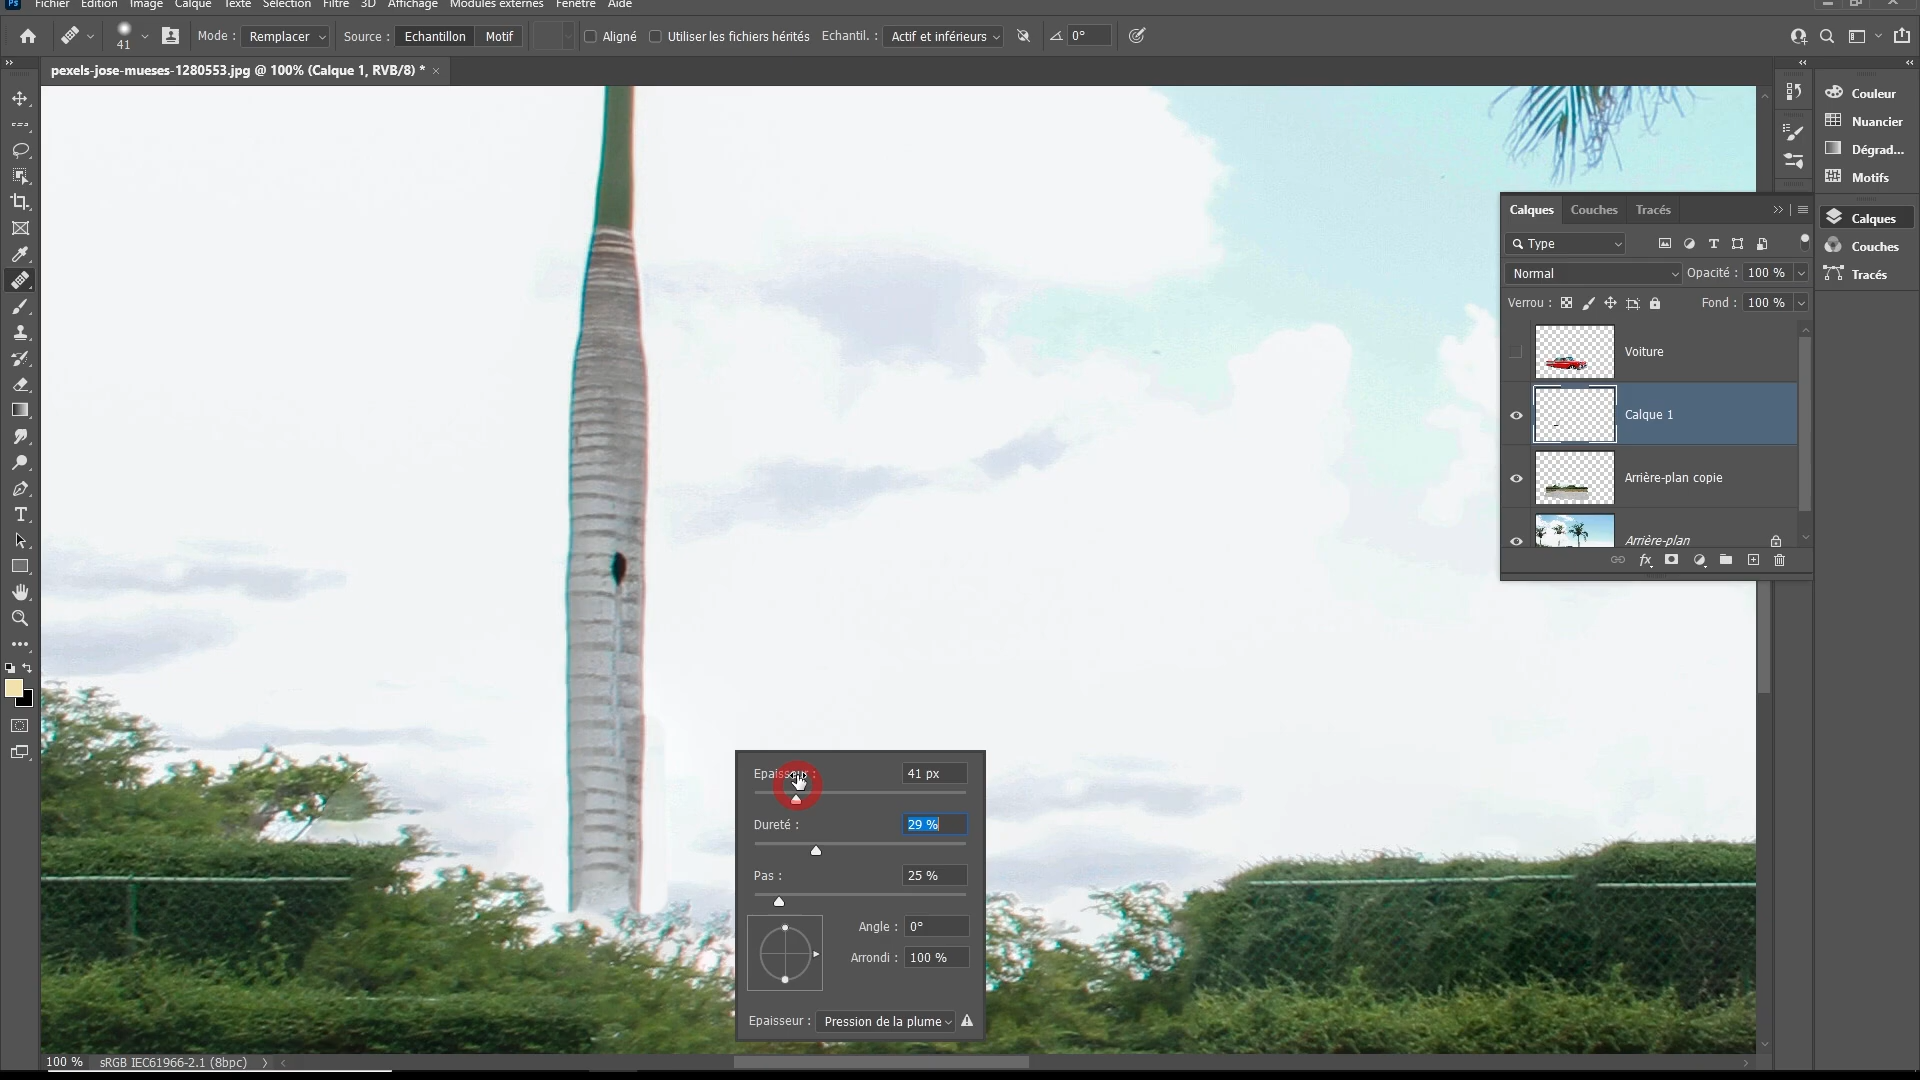 Ps Fichier Edition Image Calque Texte Sélection Filtre 3D Affichage Modules externes Fenêtre Aide
41 Mode : Remplacer Source : Echantillon Motif Aligné Utiliser les fichiers hérités Echantil. : Actif et inférieurs 0°
pexels-jose-mueses-1280553.jpg @ 100% (Calque 1, RVB/8) * ×
Couleur
Nuancier
Dégrad...
Motifs
Calques
Couches
Tracés
Calques Couches Tracés
Type
Normal Opacité : 100 %
Verrou : Fond : 100 %
Voiture
Calque 1
Arrière-plan copie
Arrière-plan
fx
Epaisseur : 41 px
Dureté : 29 %
Pas : 25 %
Angle : 0°
Arrondi : 100 %
Epaisseur : Pression de la plume
100 % sRGB IEC61966-2.1 (8bpc)